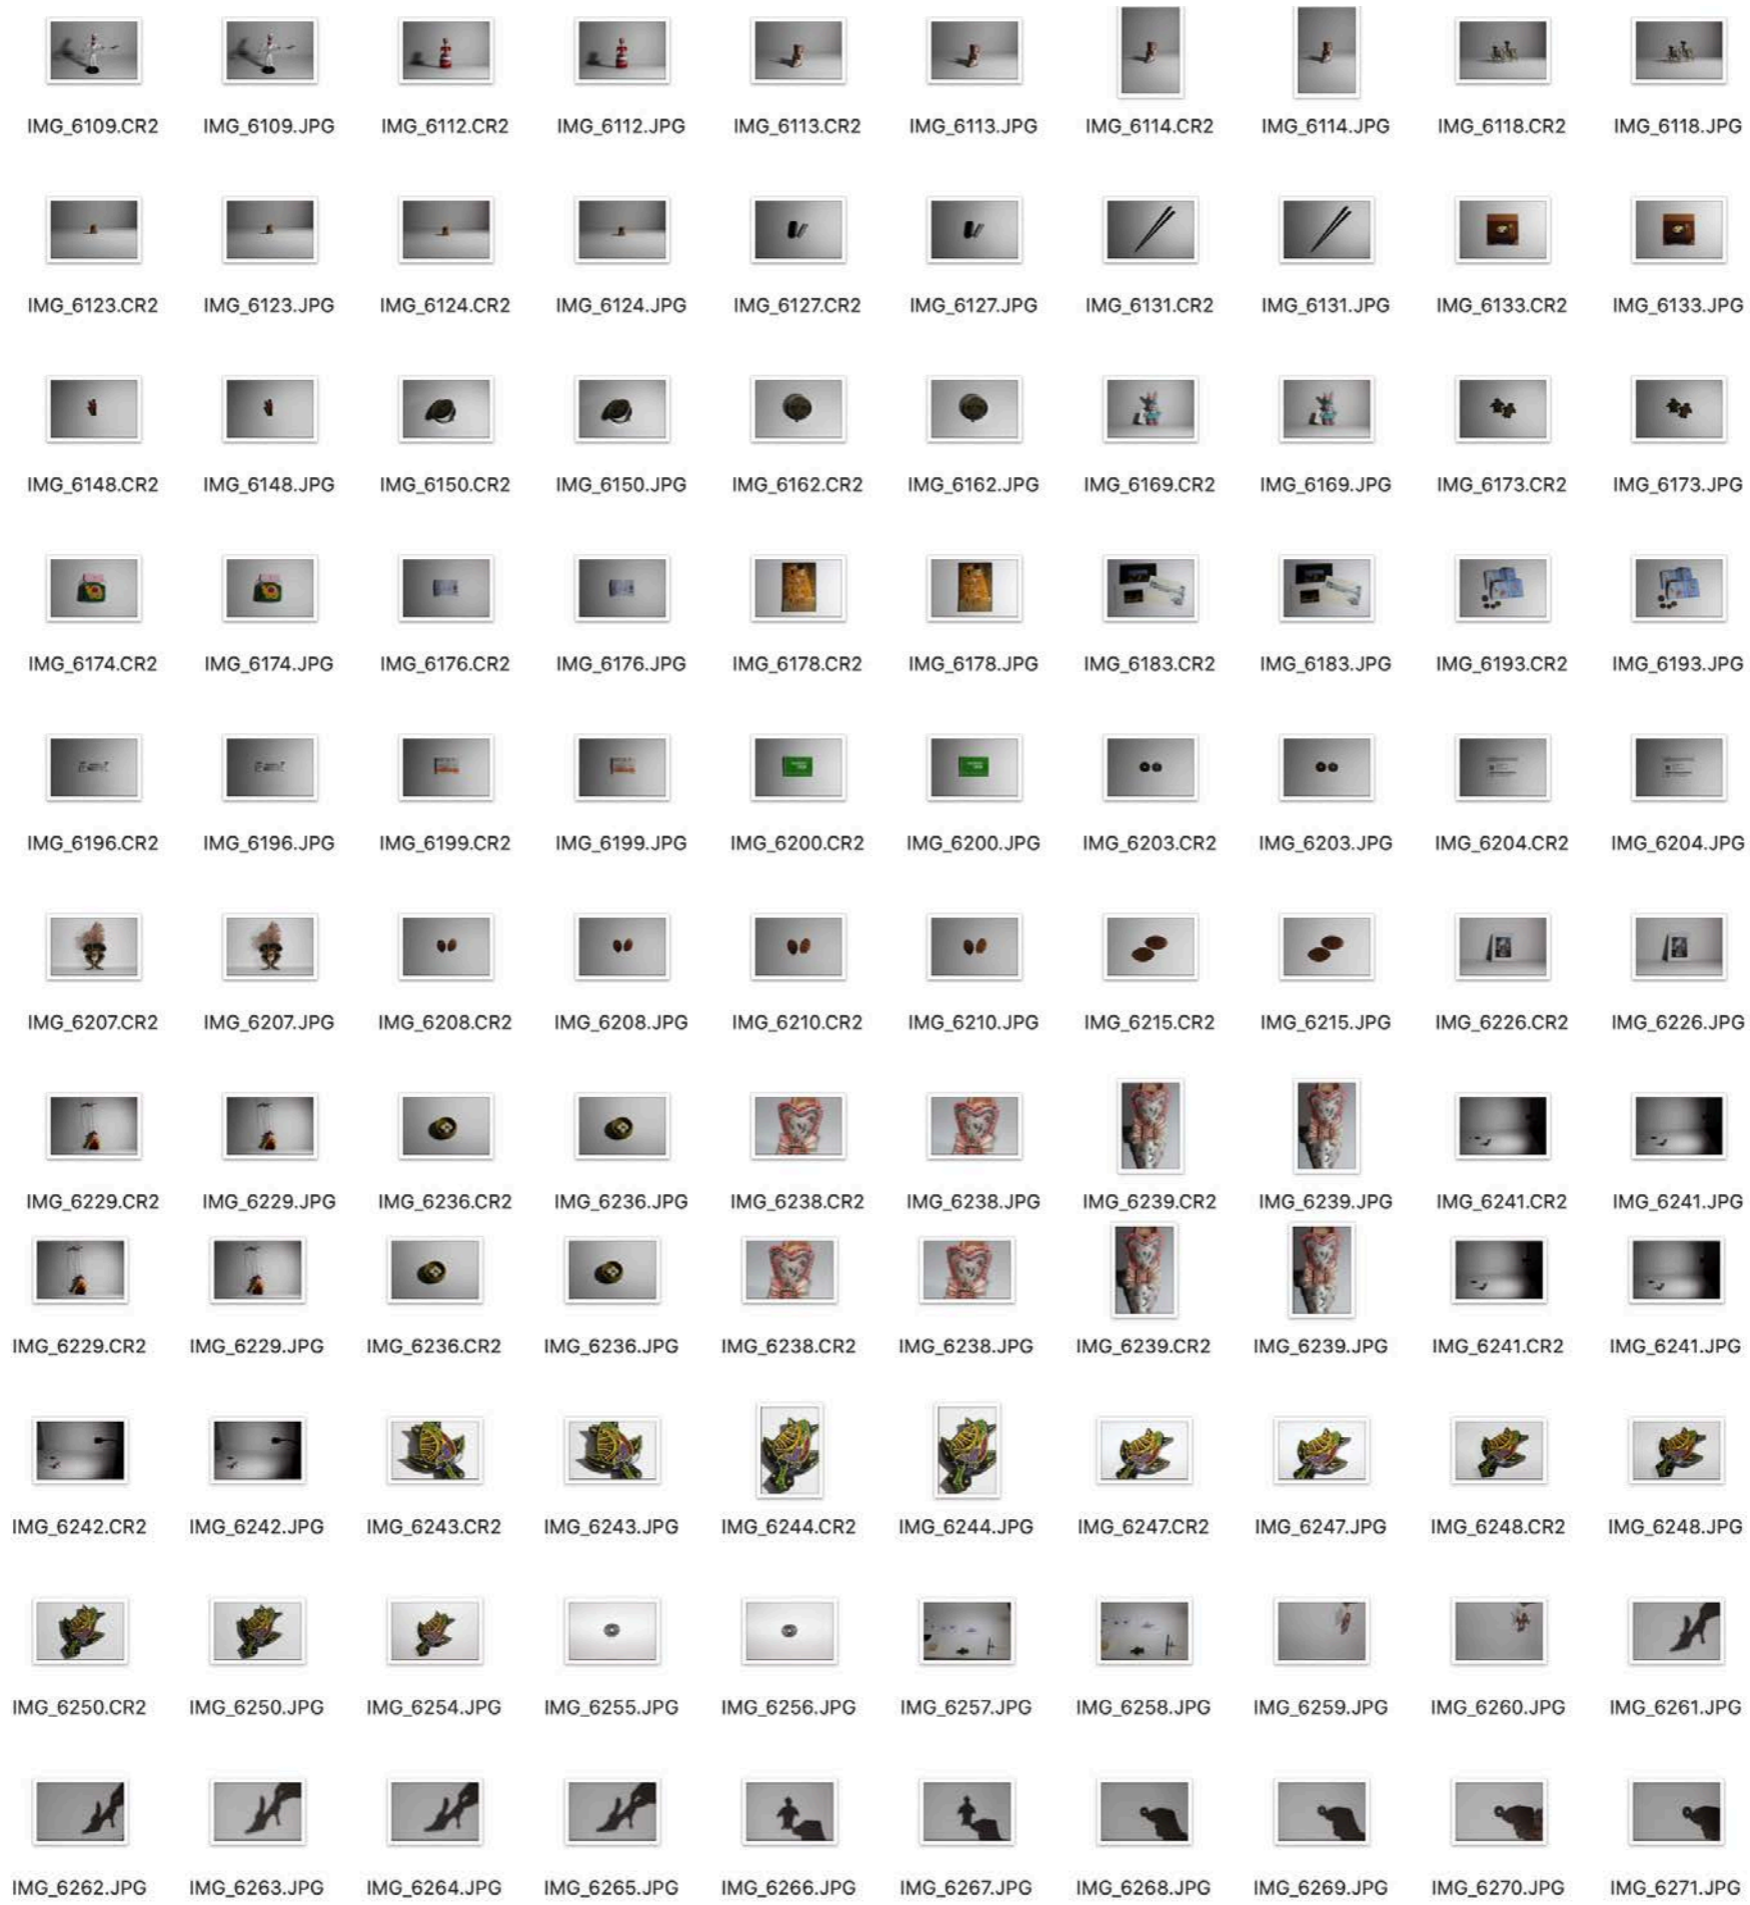 IMG_6109.CR2 IMG_6109.JPG IMG_6112.CR2 IMG_6112.JPG IMG_6113.CR2 IMG_6113.JPG IMG_6114.CR2 IMG_6114.JPG IMG_6118.CR2 IMG_6118.JPG
IMG_6123.CR2 IMG_6123.JPG IMG_6124.CR2 IMG_6124.JPG IMG_6127.CR2 IMG_6127.JPG IMG_6131.CR2 IMG_6131.JPG IMG_6133.CR2 IMG_6133.JPG
IMG_6148.CR2 IMG_6148.JPG IMG_6150.CR2 IMG_6150.JPG IMG_6162.CR2 IMG_6162.JPG IMG_6169.CR2 IMG_6169.JPG IMG_6173.CR2 IMG_6173.JPG
IMG_6174.CR2 IMG_6174.JPG IMG_6176.CR2 IMG_6176.JPG IMG_6178.CR2 IMG_6178.JPG IMG_6183.CR2 IMG_6183.JPG IMG_6193.CR2 IMG_6193.JPG
IMG_6196.CR2 IMG_6196.JPG IMG_6199.CR2 IMG_6199.JPG IMG_6200.CR2 IMG_6200.JPG IMG_6203.CR2 IMG_6203.JPG IMG_6204.CR2 IMG_6204.JPG
IMG_6207.CR2 IMG_6207.JPG IMG_6208.CR2 IMG_6208.JPG IMG_6210.CR2 IMG_6210.JPG IMG_6215.CR2 IMG_6215.JPG IMG_6226.CR2 IMG_6226.JPG
IMG_6229.CR2 IMG_6229.JPG IMG_6236.CR2 IMG_6236.JPG IMG_6238.CR2 IMG_6238.JPG IMG_6239.CR2 IMG_6239.JPG IMG_6241.CR2 IMG_6241.JPG
IMG_6229.CR2 IMG_6229.JPG IMG_6236.CR2 IMG_6236.JPG IMG_6238.CR2 IMG_6238.JPG IMG_6239.CR2 IMG_6239.JPG IMG_6241.CR2 IMG_6241.JPG
IMG_6242.CR2 IMG_6242.JPG IMG_6243.CR2 IMG_6243.JPG IMG_6244.CR2 IMG_6244.JPG IMG_6247.CR2 IMG_6247.JPG IMG_6248.CR2 IMG_6248.JPG
IMG_6250.CR2 IMG_6250.JPG IMG_6254.JPG IMG_6255.JPG IMG_6256.JPG IMG_6257.JPG IMG_6258.JPG IMG_6259.JPG IMG_6260.JPG IMG_6261.JPG
IMG_6262.JPG IMG_6263.JPG IMG_6264.JPG IMG_6265.JPG IMG_6266.JPG IMG_6267.JPG IMG_6268.JPG IMG_6269.JPG IMG_6270.JPG IMG_6271.JPG